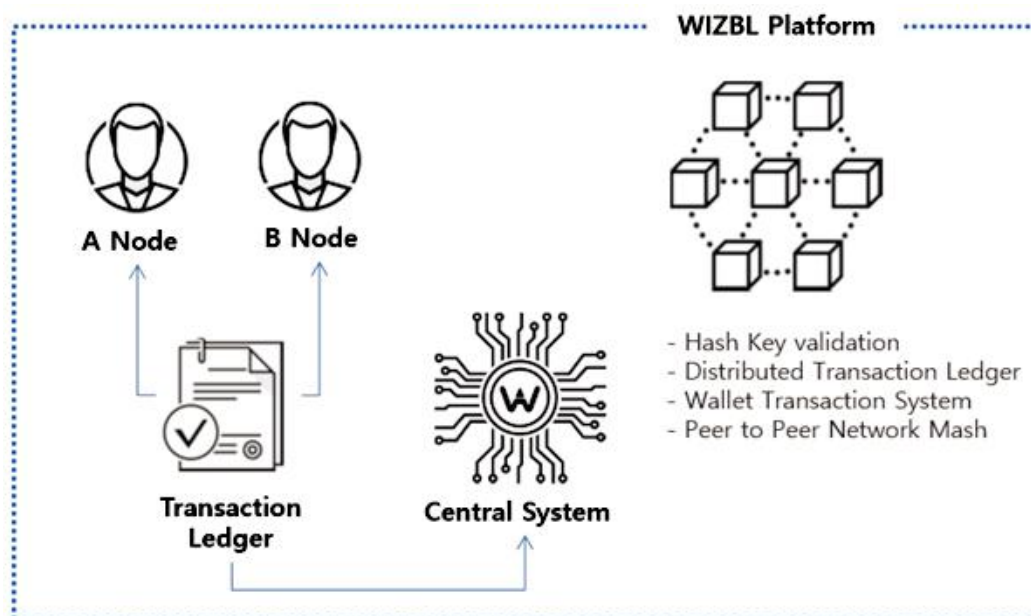 WIZBL Platform
A Node
B Node
- Hash Key validation
- Distributed Transaction Ledger
- Wallet Transaction System
- Peer to Peer Network Mash
Transaction
Ledger
Central System